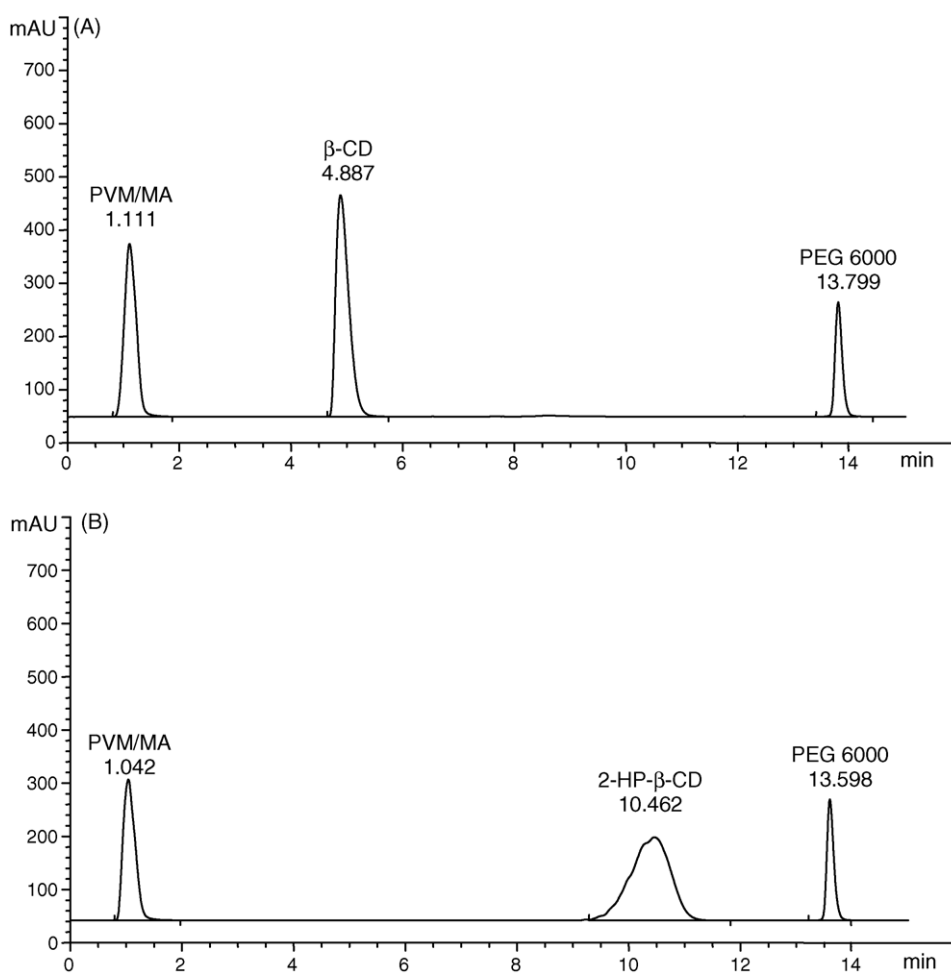 mAU (A)
700
600
500
400
300
200
100
0
PVM/MA
1.111
β-CD
4.887
PEG 6000
13.799
0 2 4 6 8 10 12 14 min
mAU (B)
700
600
500
400
300
200
100
0
PVM/MA
1.042
2-HP-β-CD
10.462
PEG 6000
13.598
0 2 4 6 8 10 12 14 min